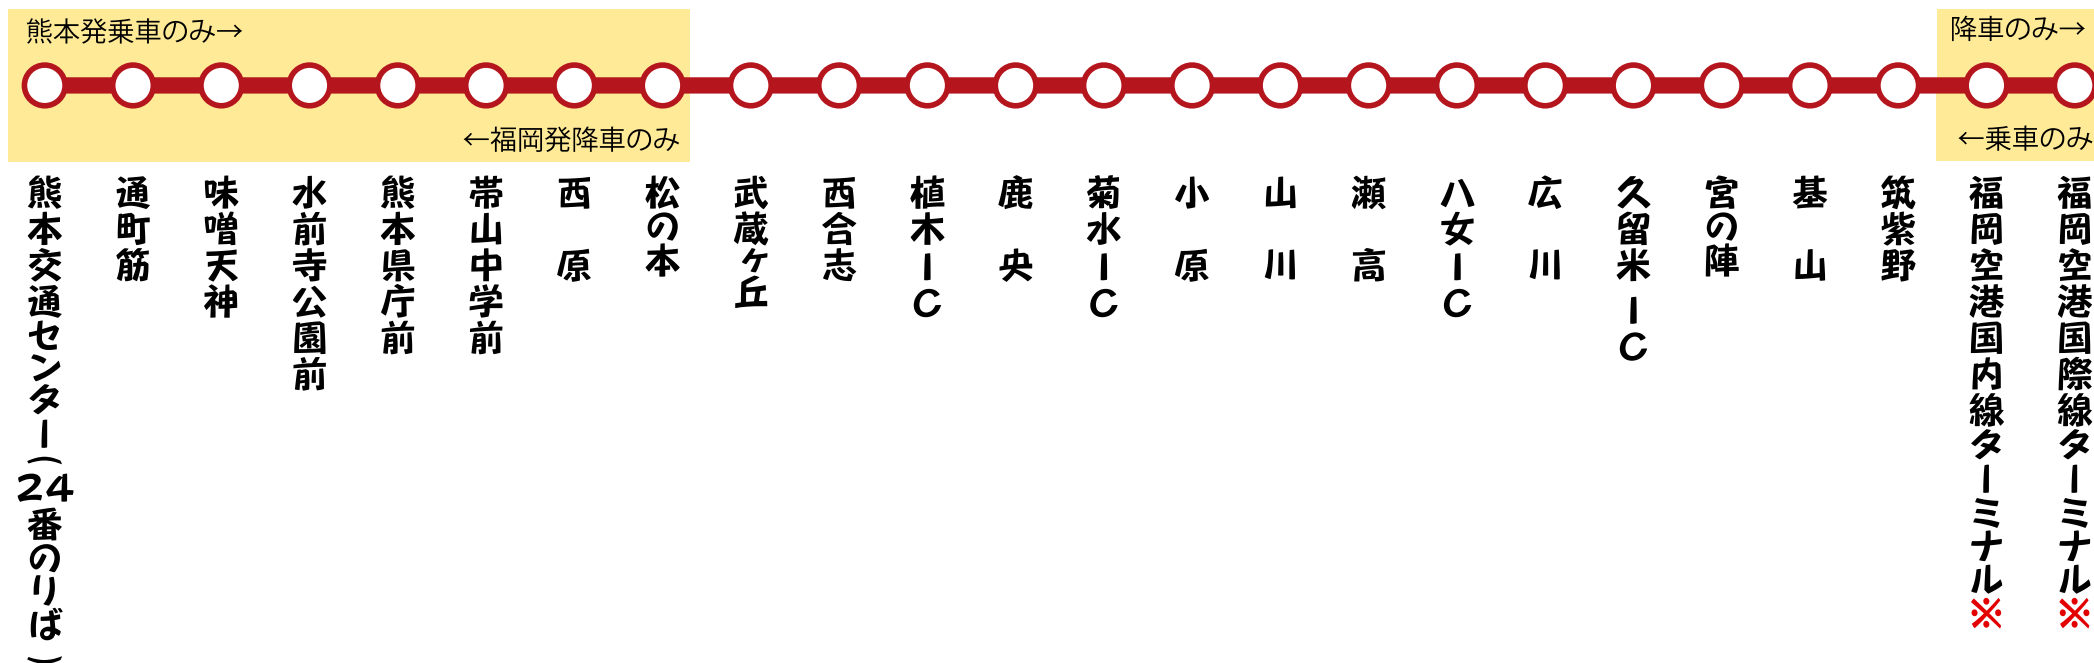 熊本発乗車のみ→
降車のみ→
←福岡発降車のみ
←乗車のみ
熊本交通センター(24番のりば)
通町筋
味噌天神
水前寺公園前
熊本県庁前
帯山中学前
西 原
松の本
武蔵ヶ丘
西合志
植木IC
鹿 央
菊水IC
小 原
山 川
瀬 高
八女IC
広 川
久留米IC
宮の陣
基 山
筑紫野
福岡空港国内線ターミナル※
福岡空港国際線ターミナル※